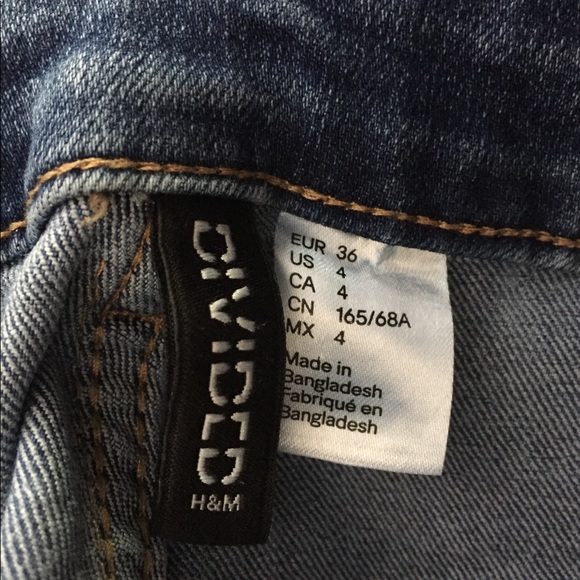 DIVIDED
H&M
EUR 36
US 4
CA 4
CN 165/68A
MX 4
Made in
Bangladesh
Fabriqué en
Bangladesh